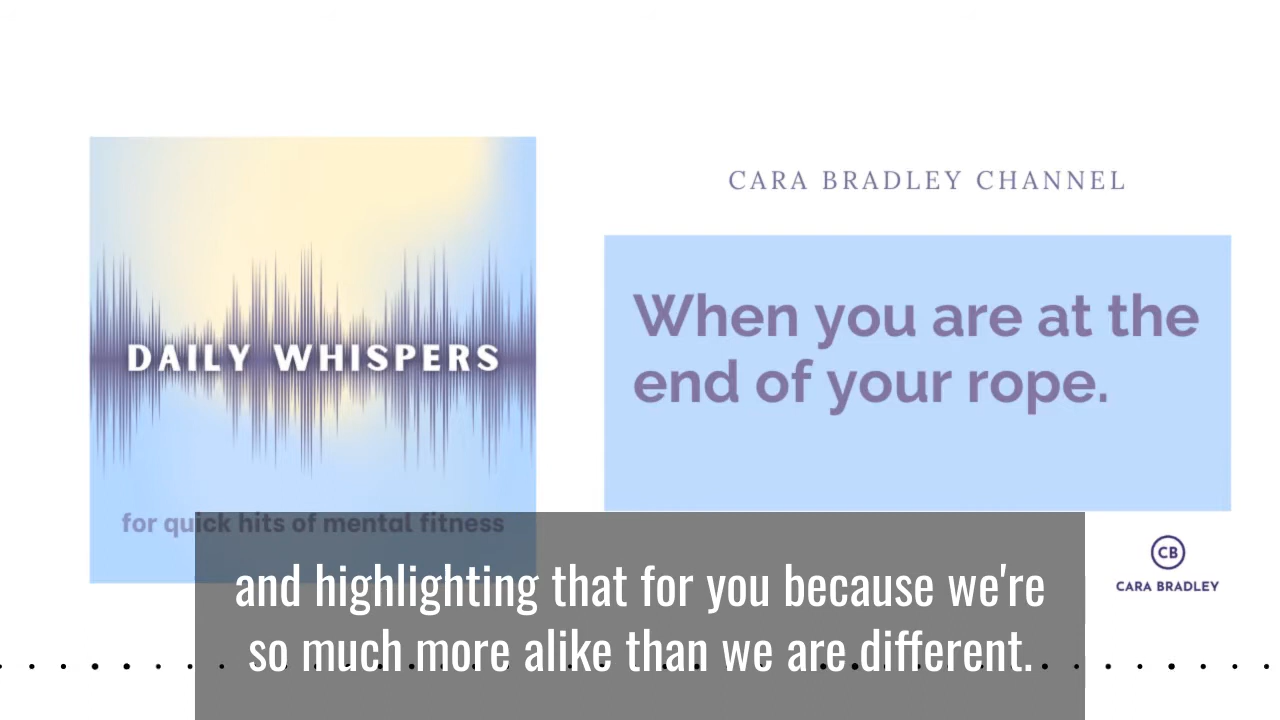 CARA BRADLEY CHANNEL
When you are at the
end of your rope.
DAILY WHISPERS
for quick hits of mental fitness
CB
CARA BRADLEY
and highlighting that for you because we're
so much more alike than we are different.